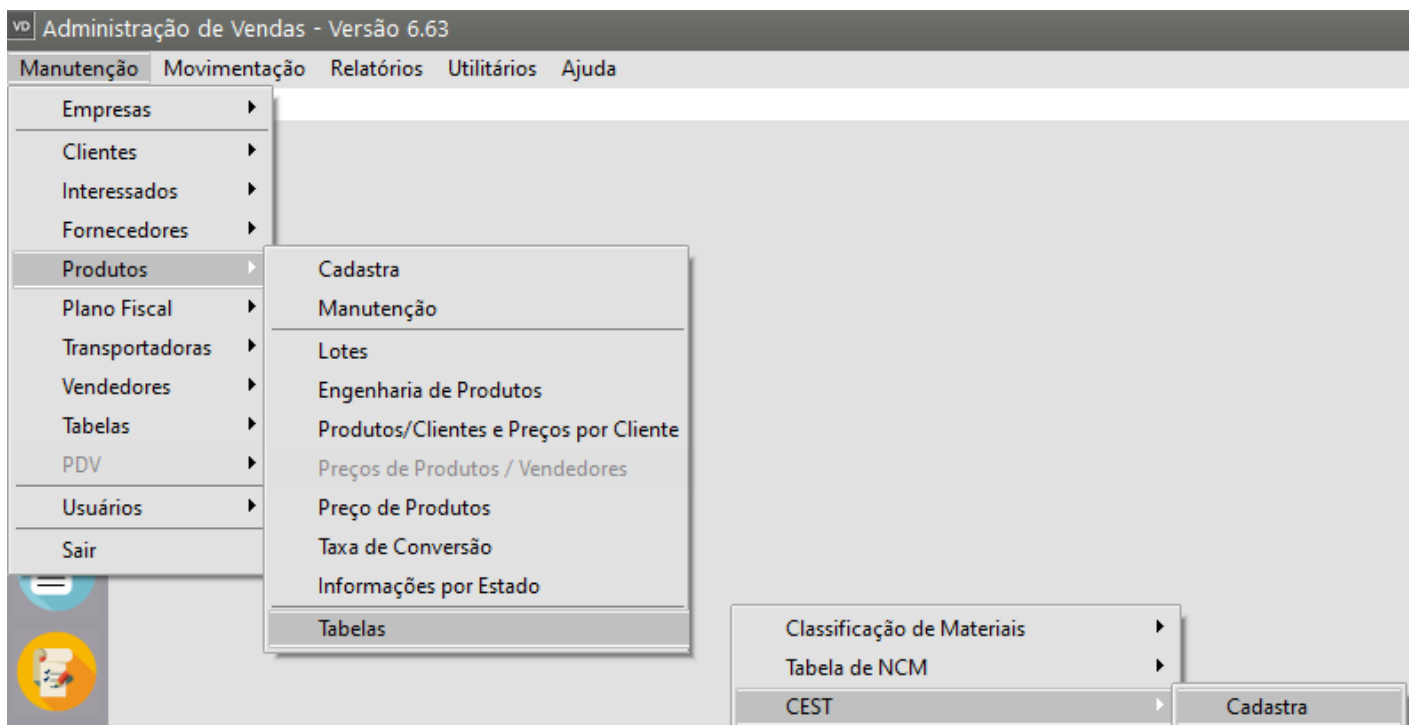 VD Administração de Vendas - Versão 6.63
Manutenção Movimentação Relatórios Utilitários Ajuda
Empresas
Clientes
Interessados
Fornecedores
Produtos
Plano Fiscal
Transportadoras
Vendedores
Tabelas
PDV
Usuários
Sair
Cadastra
Manutenção
Lotes
Engenharia de Produtos
Produtos/Clientes e Preços por Cliente
Preços de Produtos / Vendedores
Preço de Produtos
Taxa de Conversão
Informações por Estado
Tabelas
Classificação de Materiais
Tabela de NCM
CEST
Cadastra